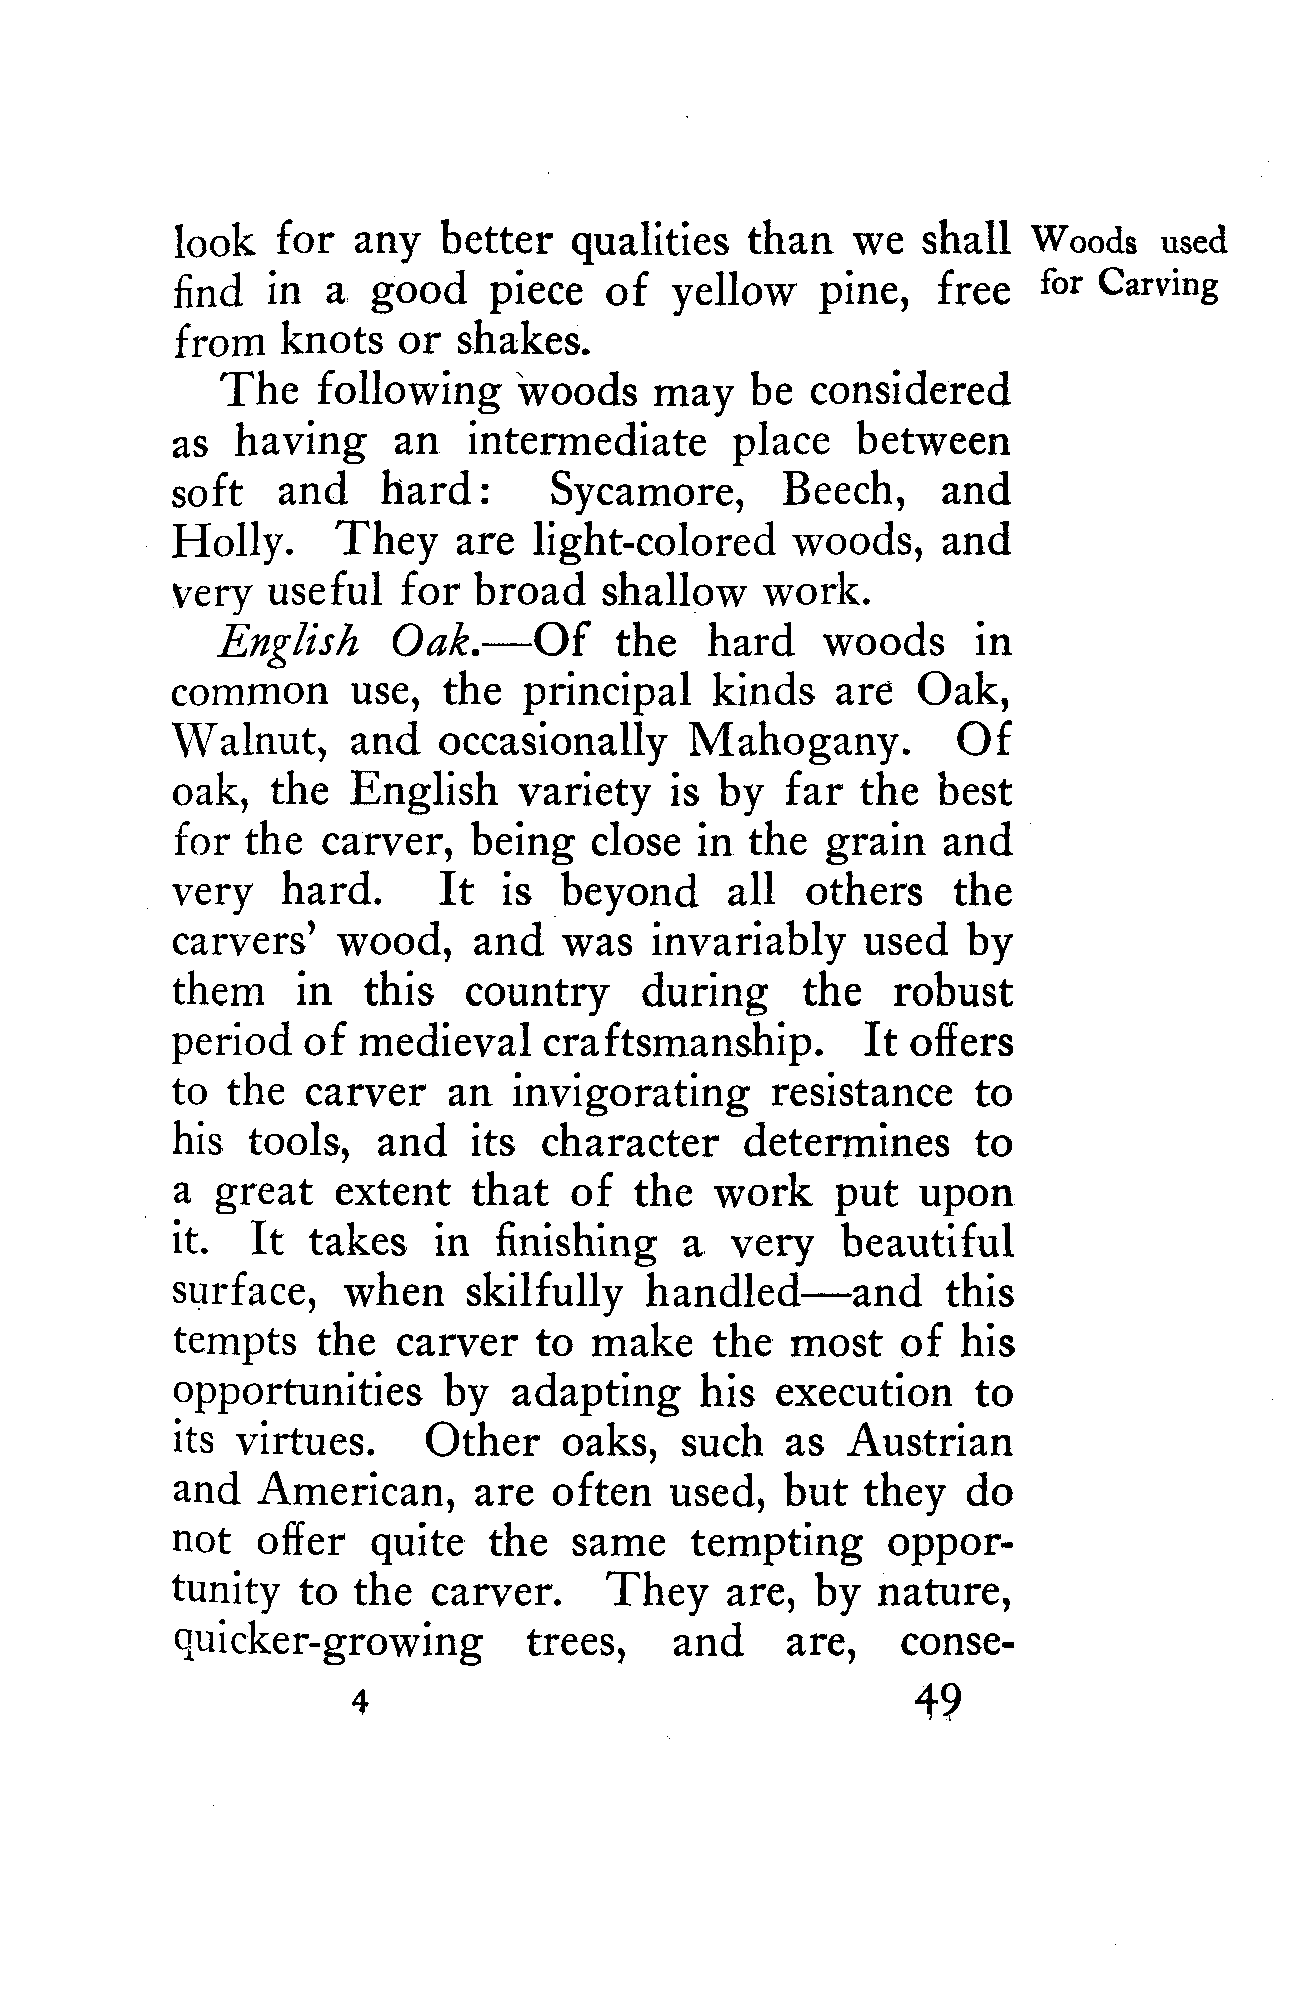 look for any better qualities than we shall
find in a good piece of yellow pine, free
from knots or shakes.
The following woods may be considered
as having an intermediate place between
soft and hard: Sycamore, Beech, and
Holly. They are light-colored woods, and
very useful for broad shallow work.
English Oak.—Of the hard woods in
common use, the principal kinds are Oak,
Walnut, and occasionally Mahogany. Of
oak, the English variety is by far the best
for the carver, being close in the grain and
very hard. It is beyond all others the
carvers' wood, and was invariably used by
them in this country during the robust
period of medieval craftsmanship. It offers
to the carver an invigorating resistance to
his tools, and its character determines to
a great extent that of the work put upon
it. It takes in finishing a very beautiful
surface, when skilfully handled—and this
tempts the carver to make the most of his
opportunities by adapting his execution to
its virtues. Other oaks, such as Austrian
and American, are often used, but they do
not offer quite the same tempting oppor-
tunity to the carver. They are, by nature,
quicker-growing trees, and are, conse-
Woods used
for Carving
4 49